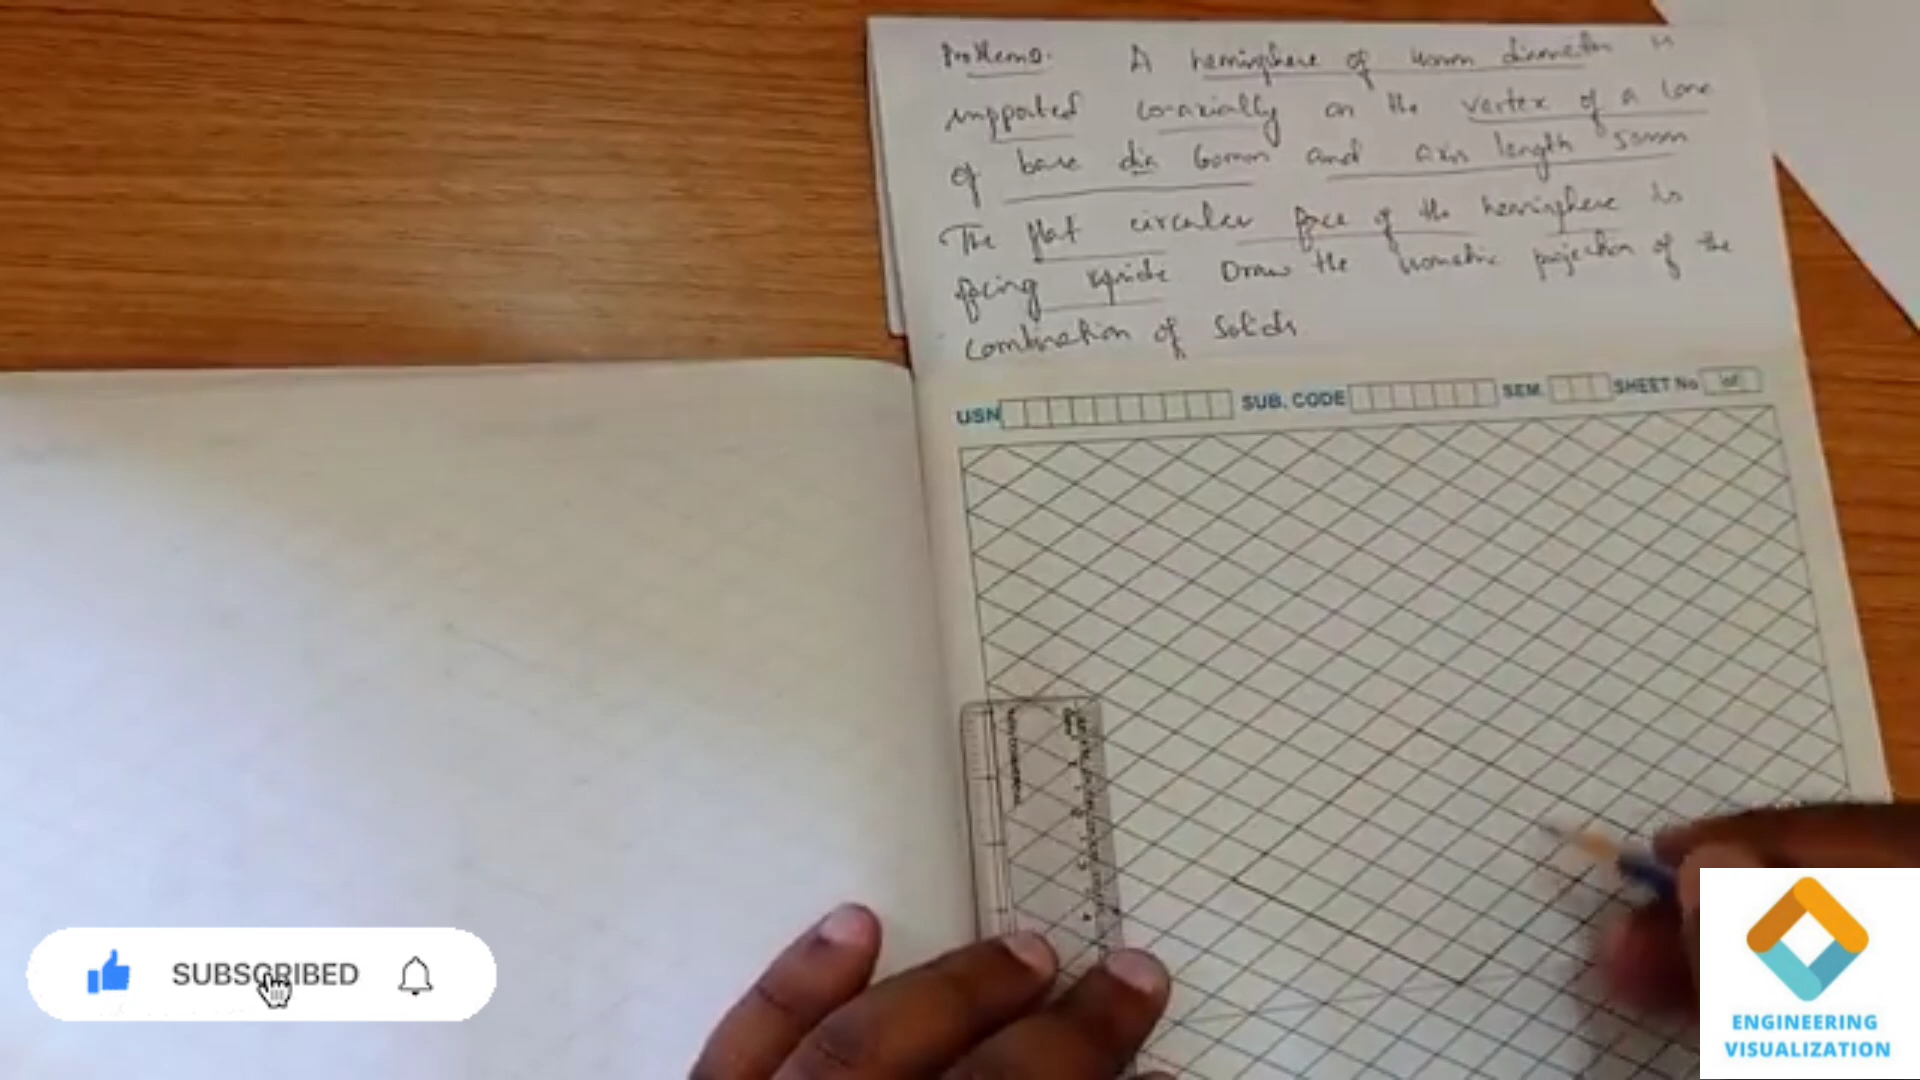 A hemisphere of 40mm diameter is
supported co-axially on the vertex of a cone
of base dia 60mm and axis length 50mm
The flat circular face of the hemisphere is
facing upside Draw the isometric projection of the
combination of Solids
USN SUB. CODE SEM. SHEET No
SUBSCRIBED
ENGINEERING
VISUALIZATION